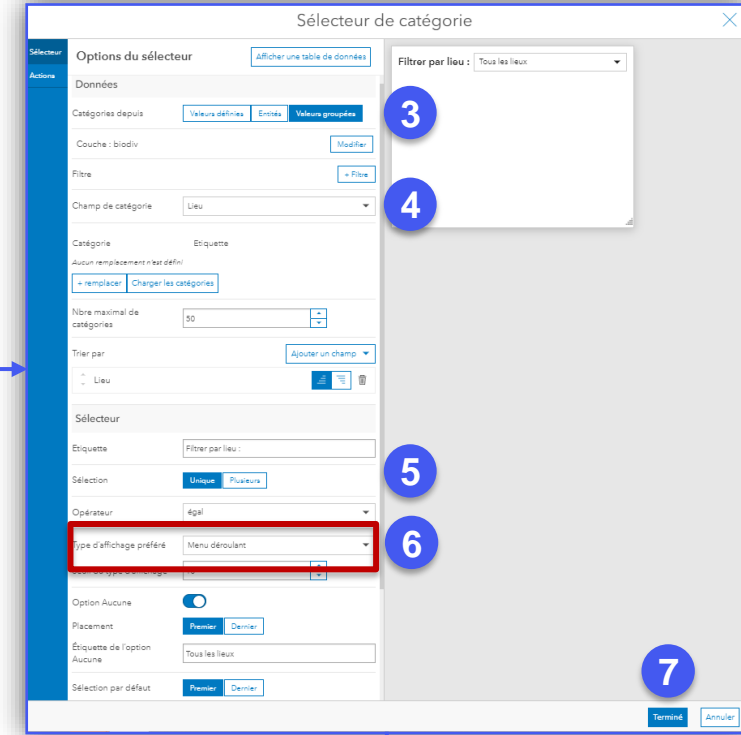 Sélecteur de catégorie
Sélecteur
Actions
Options du sélecteur
Afficher une table de données
Données
Catégories depuis
Valeurs définies Entités Valeurs groupées
3
Couche : biodiv
Modifier
Filtre
+ Filtre
Champ de catégorie
Lieu
4
Catégorie Etiquette
Aucun remplacement n'est défini
+ remplacer Charger les catégories
Nbre maximal de
catégories
50
Trier par
Ajouter un champ
Lieu
Sélecteur
Etiquette
Filtrer par lieu :
Sélection
Unique Plusieurs
5
Opérateur
égal
Type d'affichage préféré
Menu déroulant
6
Option Aucune
Placement
Premier Dernier
Étiquette de l'option
Aucune
Tous les lieux
Sélection par défaut
Premier Dernier
Filtrer par lieu : Tous les lieux
7
Terminé Annuler